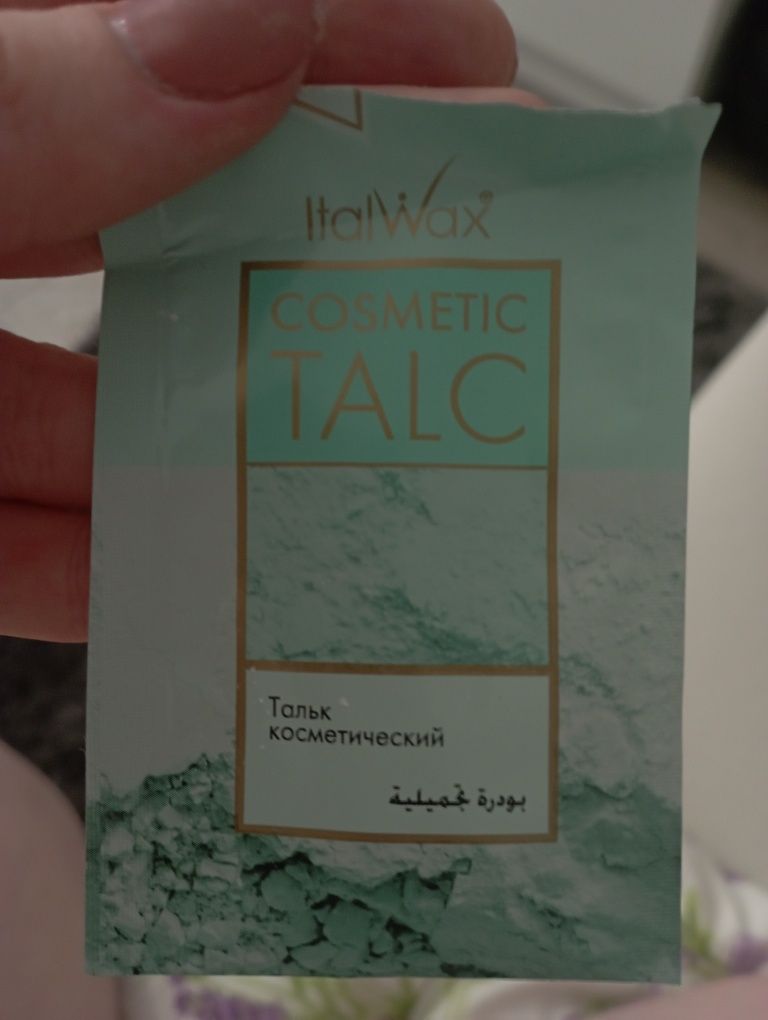 ItalWax®
COSMETIC
TALC
Тальк
косметический
بودرة تجميلية